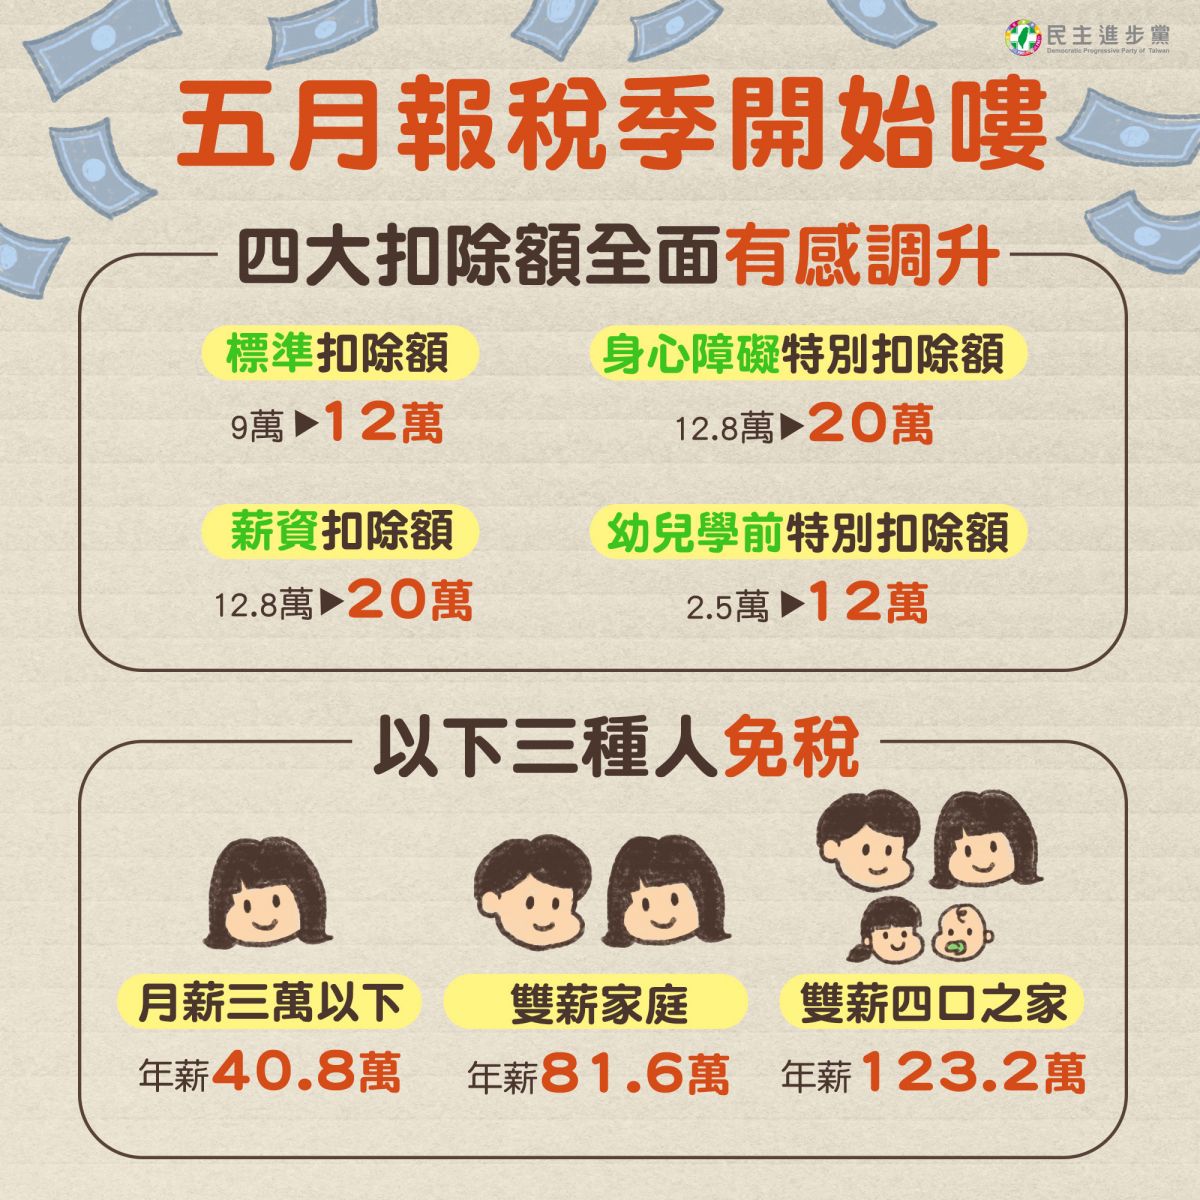 民主進步黨
Democratic Progressive Party of Taiwan
五月報稅季開始嘍
四大扣除額全面有感調升
標準扣除額
9萬▶12萬
身心障礙特別扣除額
12.8萬▶20萬
薪資扣除額
12.8萬▶20萬
幼兒學前特別扣除額
2.5萬▶12萬
以下三種人免稅
月薪三萬以下
年薪40.8萬
雙薪家庭
年薪81.6萬
雙薪四口之家
年薪123.2萬